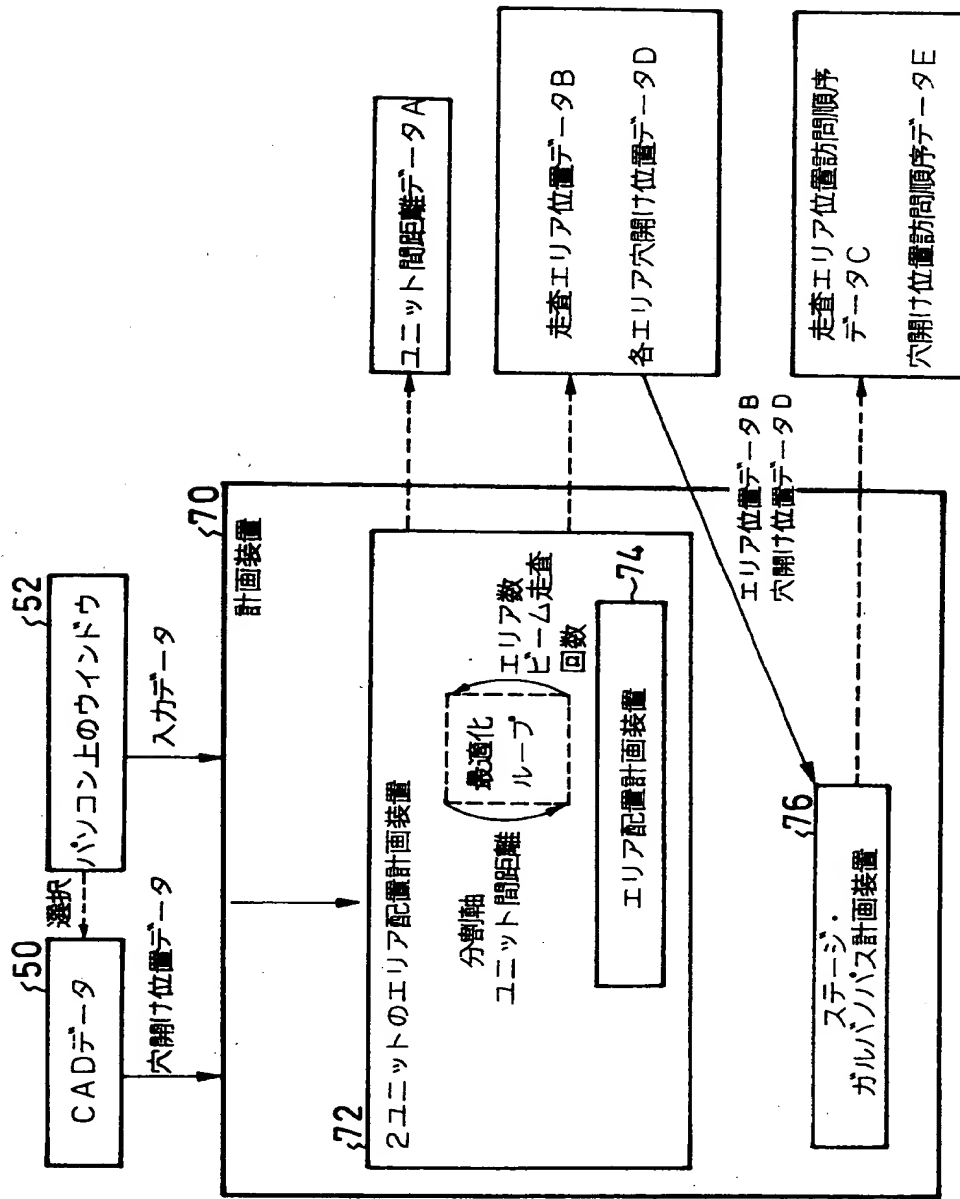 50
CADデータ
選択
52
パソコン上のウインドウ
穴開け位置データ
入力データ
70
計画装置
72
2ユニットのエリア配置計画装置
分割軸
ユニット間距離
最適化
ループ
エリア数
ビーム走査
回数
74
エリア配置計画装置
76
ステージ・
ガルバノパス計画装置
ユニット間距離データA
走査エリア位置データB
各エリア穴開け位置データD
エリア位置データB
穴開け位置データD
走査エリア位置訪問順序
データC
穴開け位置訪問順序データE